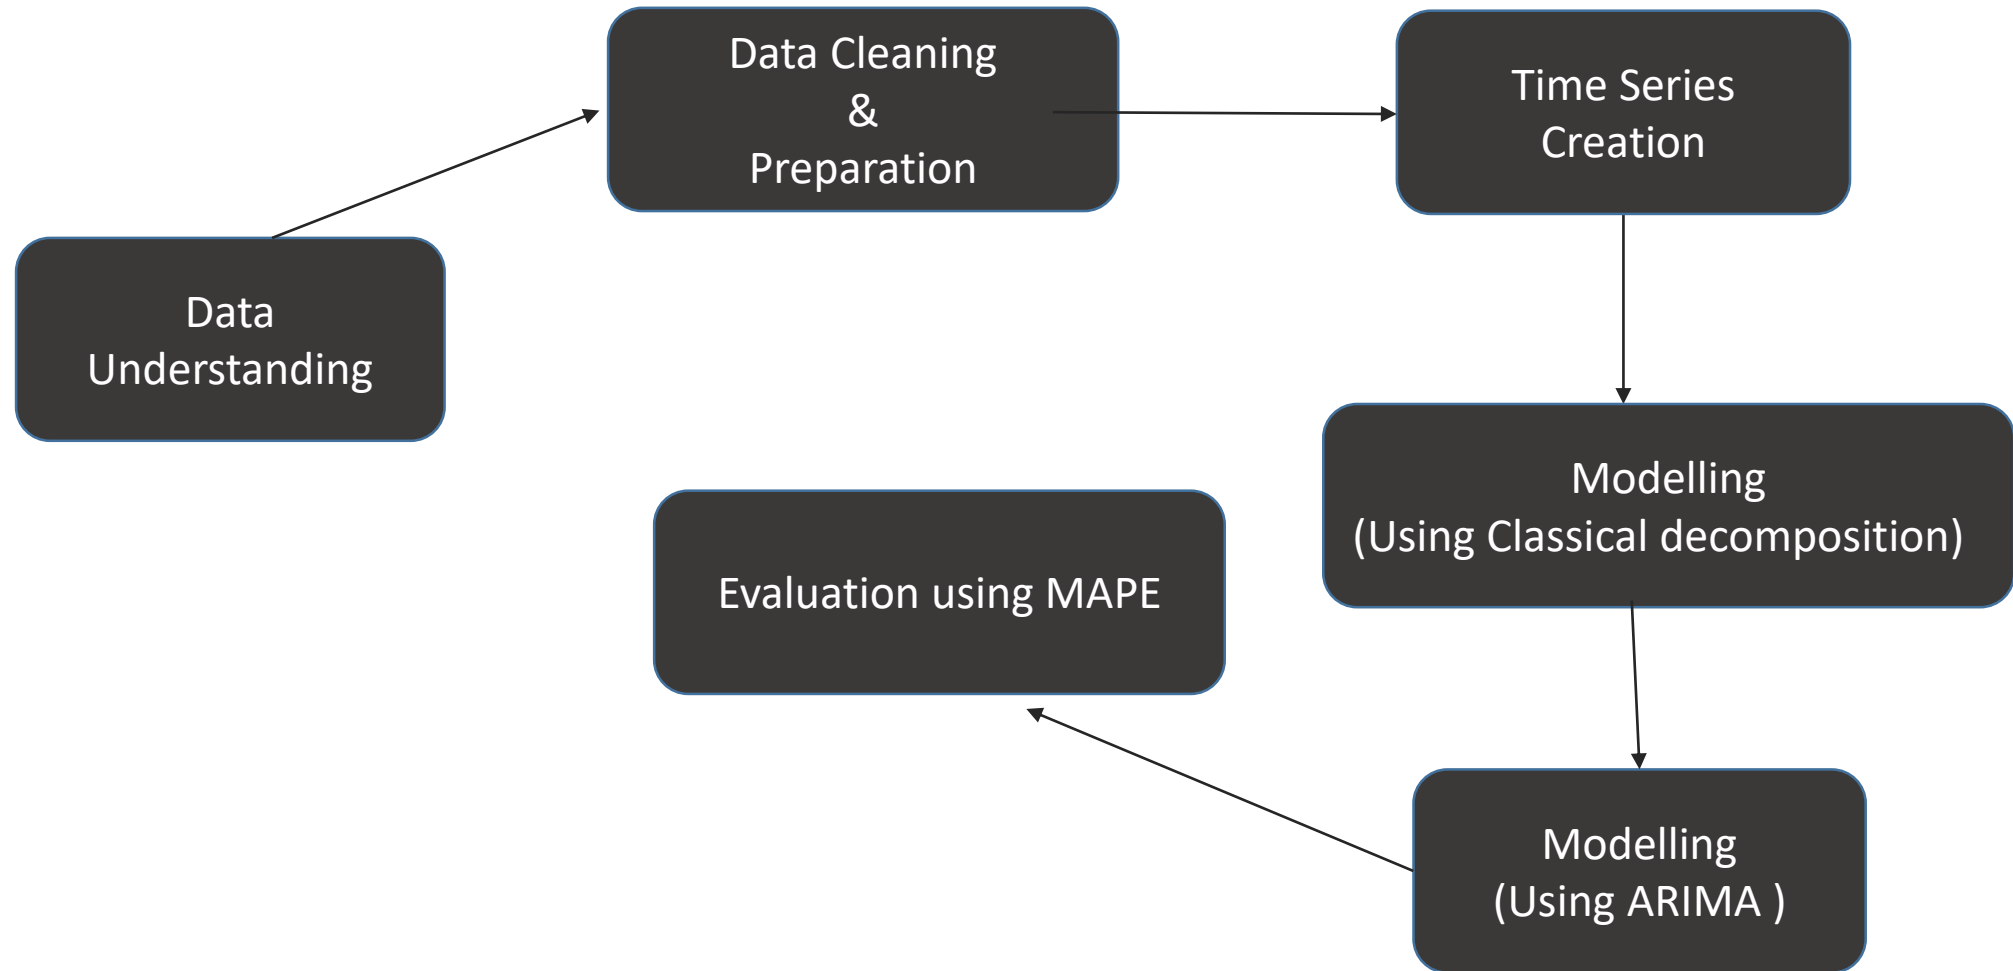 Data Cleaning
&
Preparation
Time Series
Creation
Data
Understanding
Modelling
(Using Classical decomposition)
Evaluation using MAPE
Modelling
(Using ARIMA )